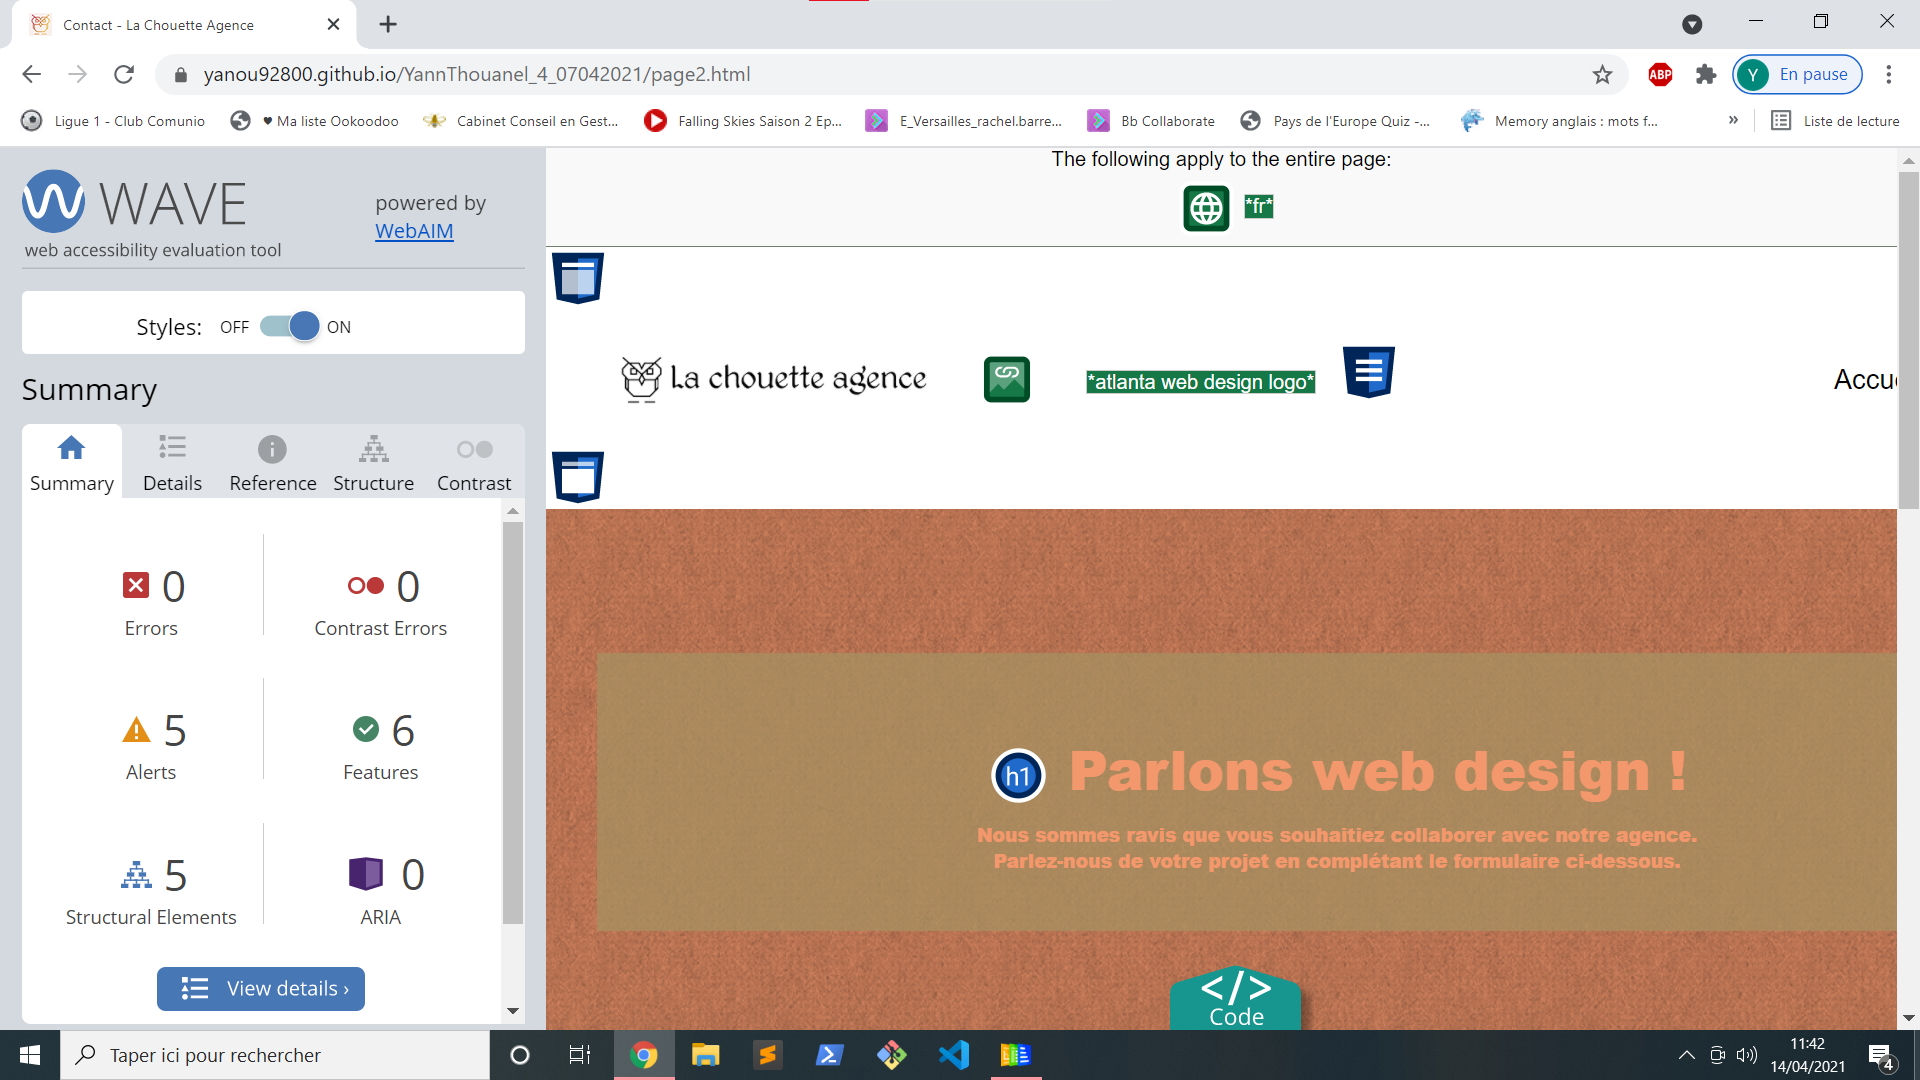 Contact - La Chouette Agence
yanou92800.github.io/YannThouanel_4_07042021/page2.html
ABP
Y
En pause
Ligue 1 - Club Comunio
♥ Ma liste Ookoodoo
Cabinet Conseil en Gest...
Falling Skies Saison 2 Ep...
E_Versailles_rachel.barre...
Bb Collaborate
Pays de l'Europe Quiz -...
Memory anglais : mots f...
»
Liste de lecture
WAVE
web accessibility evaluation tool
powered by
WebAIM
Styles: OFF ON
Summary
Summary
Details
Reference
Structure
Contrast
0
Errors
0
Contrast Errors
5
Alerts
6
Features
5
Structural Elements
0
ARIA
View details ›
The following apply to the entire page:
*fr*
La chouette agence
*atlanta web design logo*
Accu
h1
Parlons web design !
Nous sommes ravis que vous souhaitiez collaborer avec notre agence.
Parlez-nous de votre projet en complétant le formulaire ci-dessous.
</>
Code
Taper ici pour rechercher
11:42
14/04/2021
4